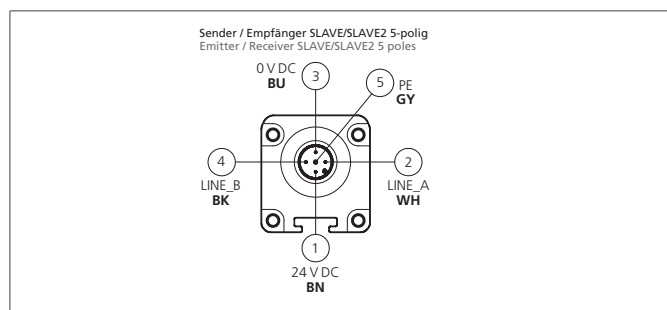 Sender / Empfänger SLAVE/SLAVE2 5-polig
Emitter / Receiver SLAVE/SLAVE2 5 poles
0 V DC
BU
3
5
PE
GY
4
LINE_B
BK
2
LINE_A
WH
1
24 V DC
BN